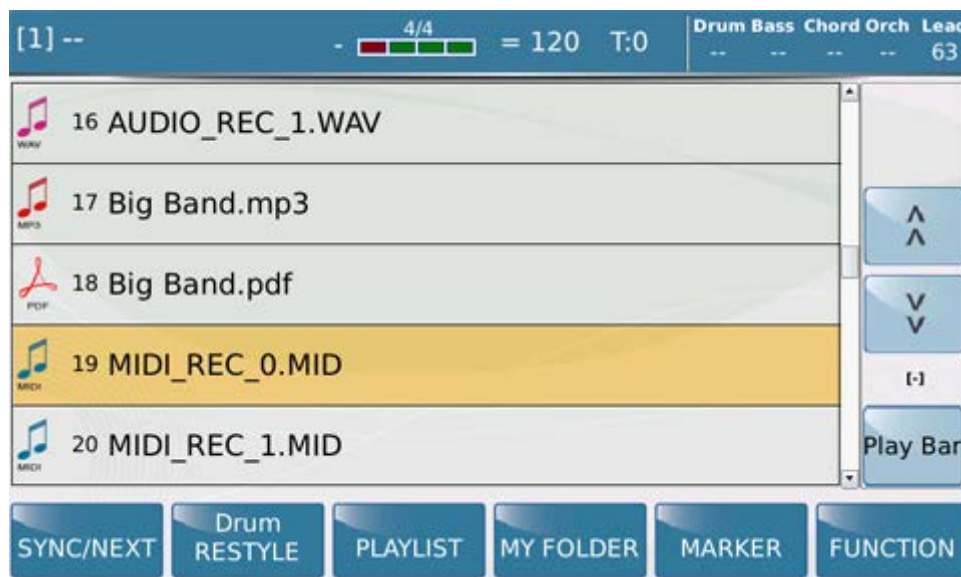 [1] --
4/4
- = 120 T:0
Drum Bass Chord Orch Lead
-- -- -- -- 63
WAV 16 AUDIO_REC_1.WAV
MP3 17 Big Band.mp3
PDF 18 Big Band.pdf
MIDI 19 MIDI_REC_0.MID
MIDI 20 MIDI_REC_1.MID
[-]
Play Bar
SYNC/NEXT
Drum
RESTYLE
PLAYLIST
MY FOLDER
MARKER
FUNCTION